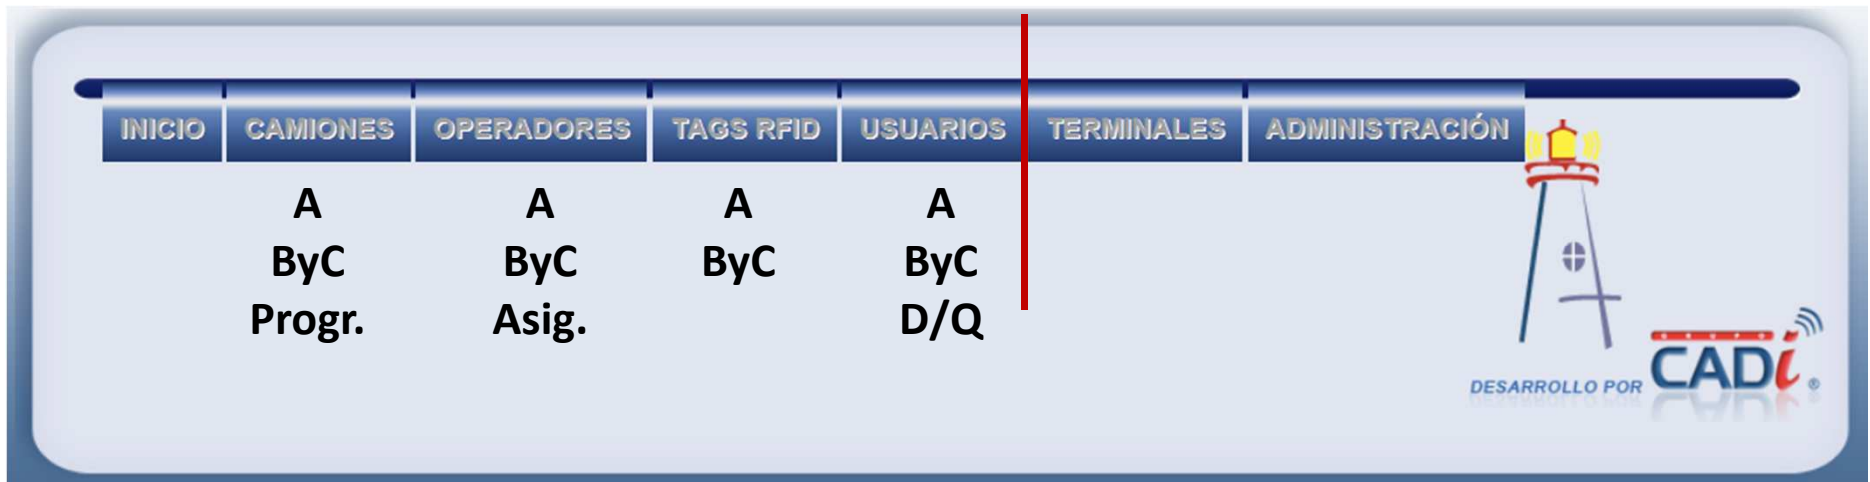 INICIO CAMIONES OPERADORES TAGS RFID USUARIOS TERMINALES ADMINISTRACIÓN
A A A A
ByC ByC ByC ByC
Progr. Asig. D/Q
DESARROLLO POR CADi ®